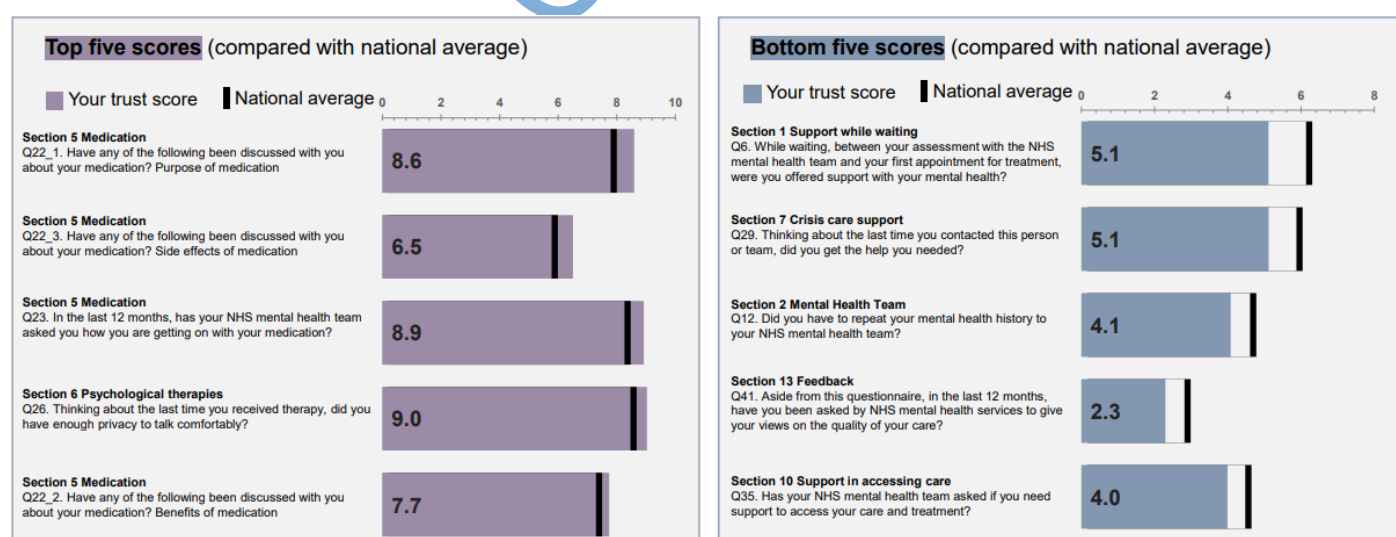 Top five scores (compared with national average)
Your trust score National average
0 2 4 6 8 10
Section 5 Medication
Q22_1. Have any of the following been discussed with you
about your medication? Purpose of medication
8.6
Section 5 Medication
Q22_3. Have any of the following been discussed with you
about your medication? Side effects of medication
6.5
Section 5 Medication
Q23. In the last 12 months, has your NHS mental health team
asked you how you are getting on with your medication?
8.9
Section 6 Psychological therapies
Q26. Thinking about the last time you received therapy, did you
have enough privacy to talk comfortably?
9.0
Section 5 Medication
Q22_2. Have any of the following been discussed with you
about your medication? Benefits of medication
7.7
Bottom five scores (compared with national average)
Your trust score National average
0 2 4 6 8
Section 1 Support while waiting
Q6. While waiting, between your assessment with the NHS
mental health team and your first appointment for treatment,
were you offered support with your mental health?
5.1
Section 7 Crisis care support
Q29. Thinking about the last time you contacted this person
or team, did you get the help you needed?
5.1
Section 2 Mental Health Team
Q12. Did you have to repeat your mental health history to
your NHS mental health team?
4.1
Section 13 Feedback
Q41. Aside from this questionnaire, in the last 12 months,
have you been asked by NHS mental health services to give
your views on the quality of your care?
2.3
Section 10 Support in accessing care
Q35. Has your NHS mental health team asked if you need
support to access your care and treatment?
4.0